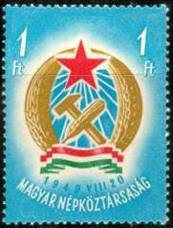 1 1
Ft. Ft.
1949 VIII 20
MAGYAR NÉPKÖZTÁRSASÁG